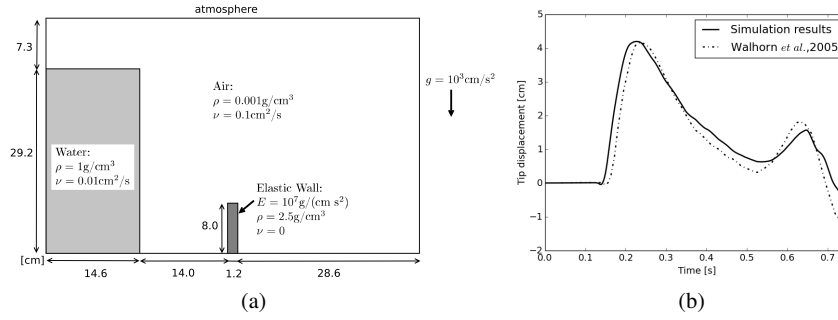 atmosphere
7.3
29.2
Air:
ρ = 0.001g/cm³
ν = 0.1cm²/s
g = 10³cm/s²
Water:
ρ = 1g/cm³
ν = 0.01cm²/s
Elastic Wall:
E = 10⁷g/(cm s²)
ρ = 2.5g/cm³
ν = 0
8.0
[cm]
14.6
14.0
1.2
28.6
(a)
Simulation results
Walhorn et al.,2005
Tip displacement [cm]
5
4
3
2
1
0
−1
−2
0.0 0.1 0.2 0.3 0.4 0.5 0.6 0.7
Time [s]
(b)